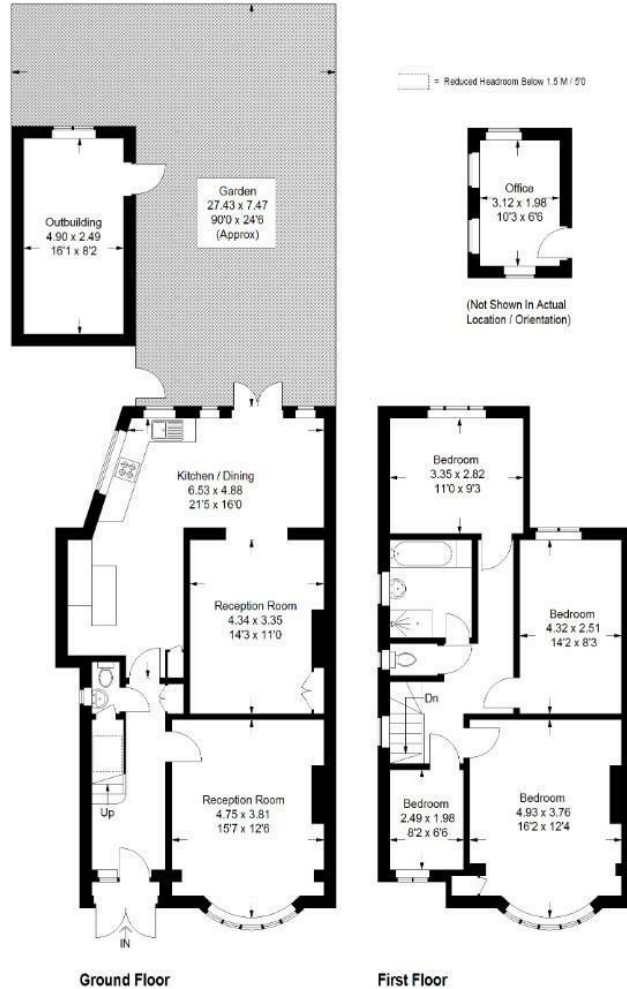 = Reduced Headroom Below 1.5 M / 5'0
Garden
27.43 x 7.47
90'0 x 24'6
(Approx)
Outbuilding
4.90 x 2.49
16'1 x 8'2
Office
3.12 x 1.98
10'3 x 6'6
(Not Shown In Actual
Location / Orientation)
Kitchen / Dining
6.53 x 4.88
21'5 x 16'0
Reception Room
4.34 x 3.35
14'3 x 11'0
Up
Reception Room
4.75 x 3.81
15'7 x 12'6
IN
Ground Floor
Bedroom
3.35 x 2.82
11'0 x 9'3
Bedroom
4.32 x 2.51
14'2 x 8'3
Dn
Bedroom
2.49 x 1.98
8'2 x 6'6
Bedroom
4.93 x 3.76
16'2 x 12'4
First Floor